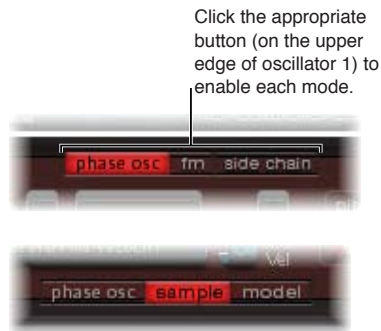 Click the appropriate
button (on the upper
edge of oscillator 1) to
enable each mode.
phase osc fm side chain
Vel
phase osc sample model